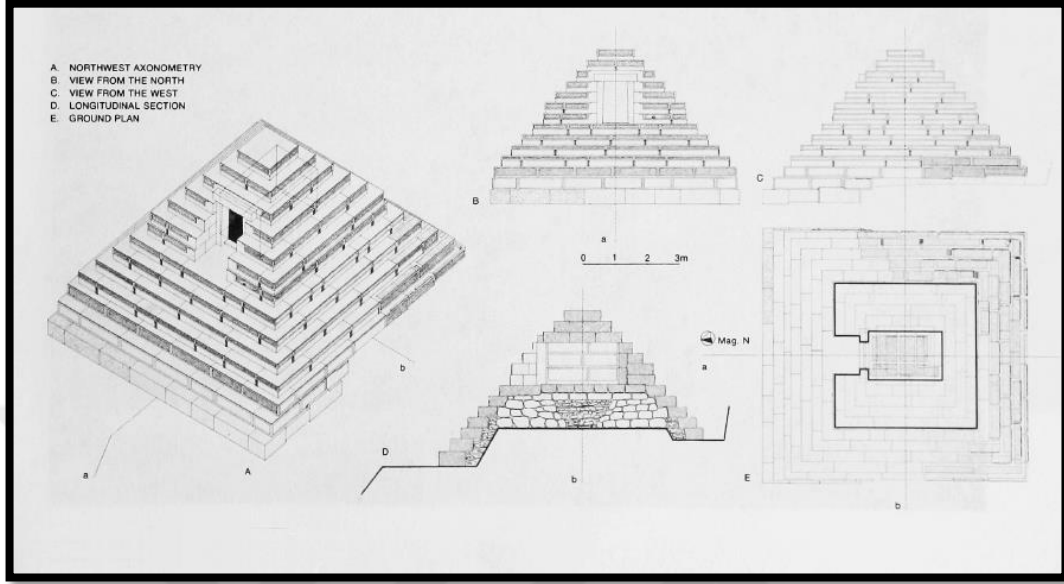 A. NORTHWEST AXONOMETRY
B. VIEW FROM THE NORTH
C. VIEW FROM THE WEST
D. LONGITUDINAL SECTION
E. GROUND PLAN
B
C
a
0 1 2 3m
Mag. N
a
b
a
A
D
b
E
b